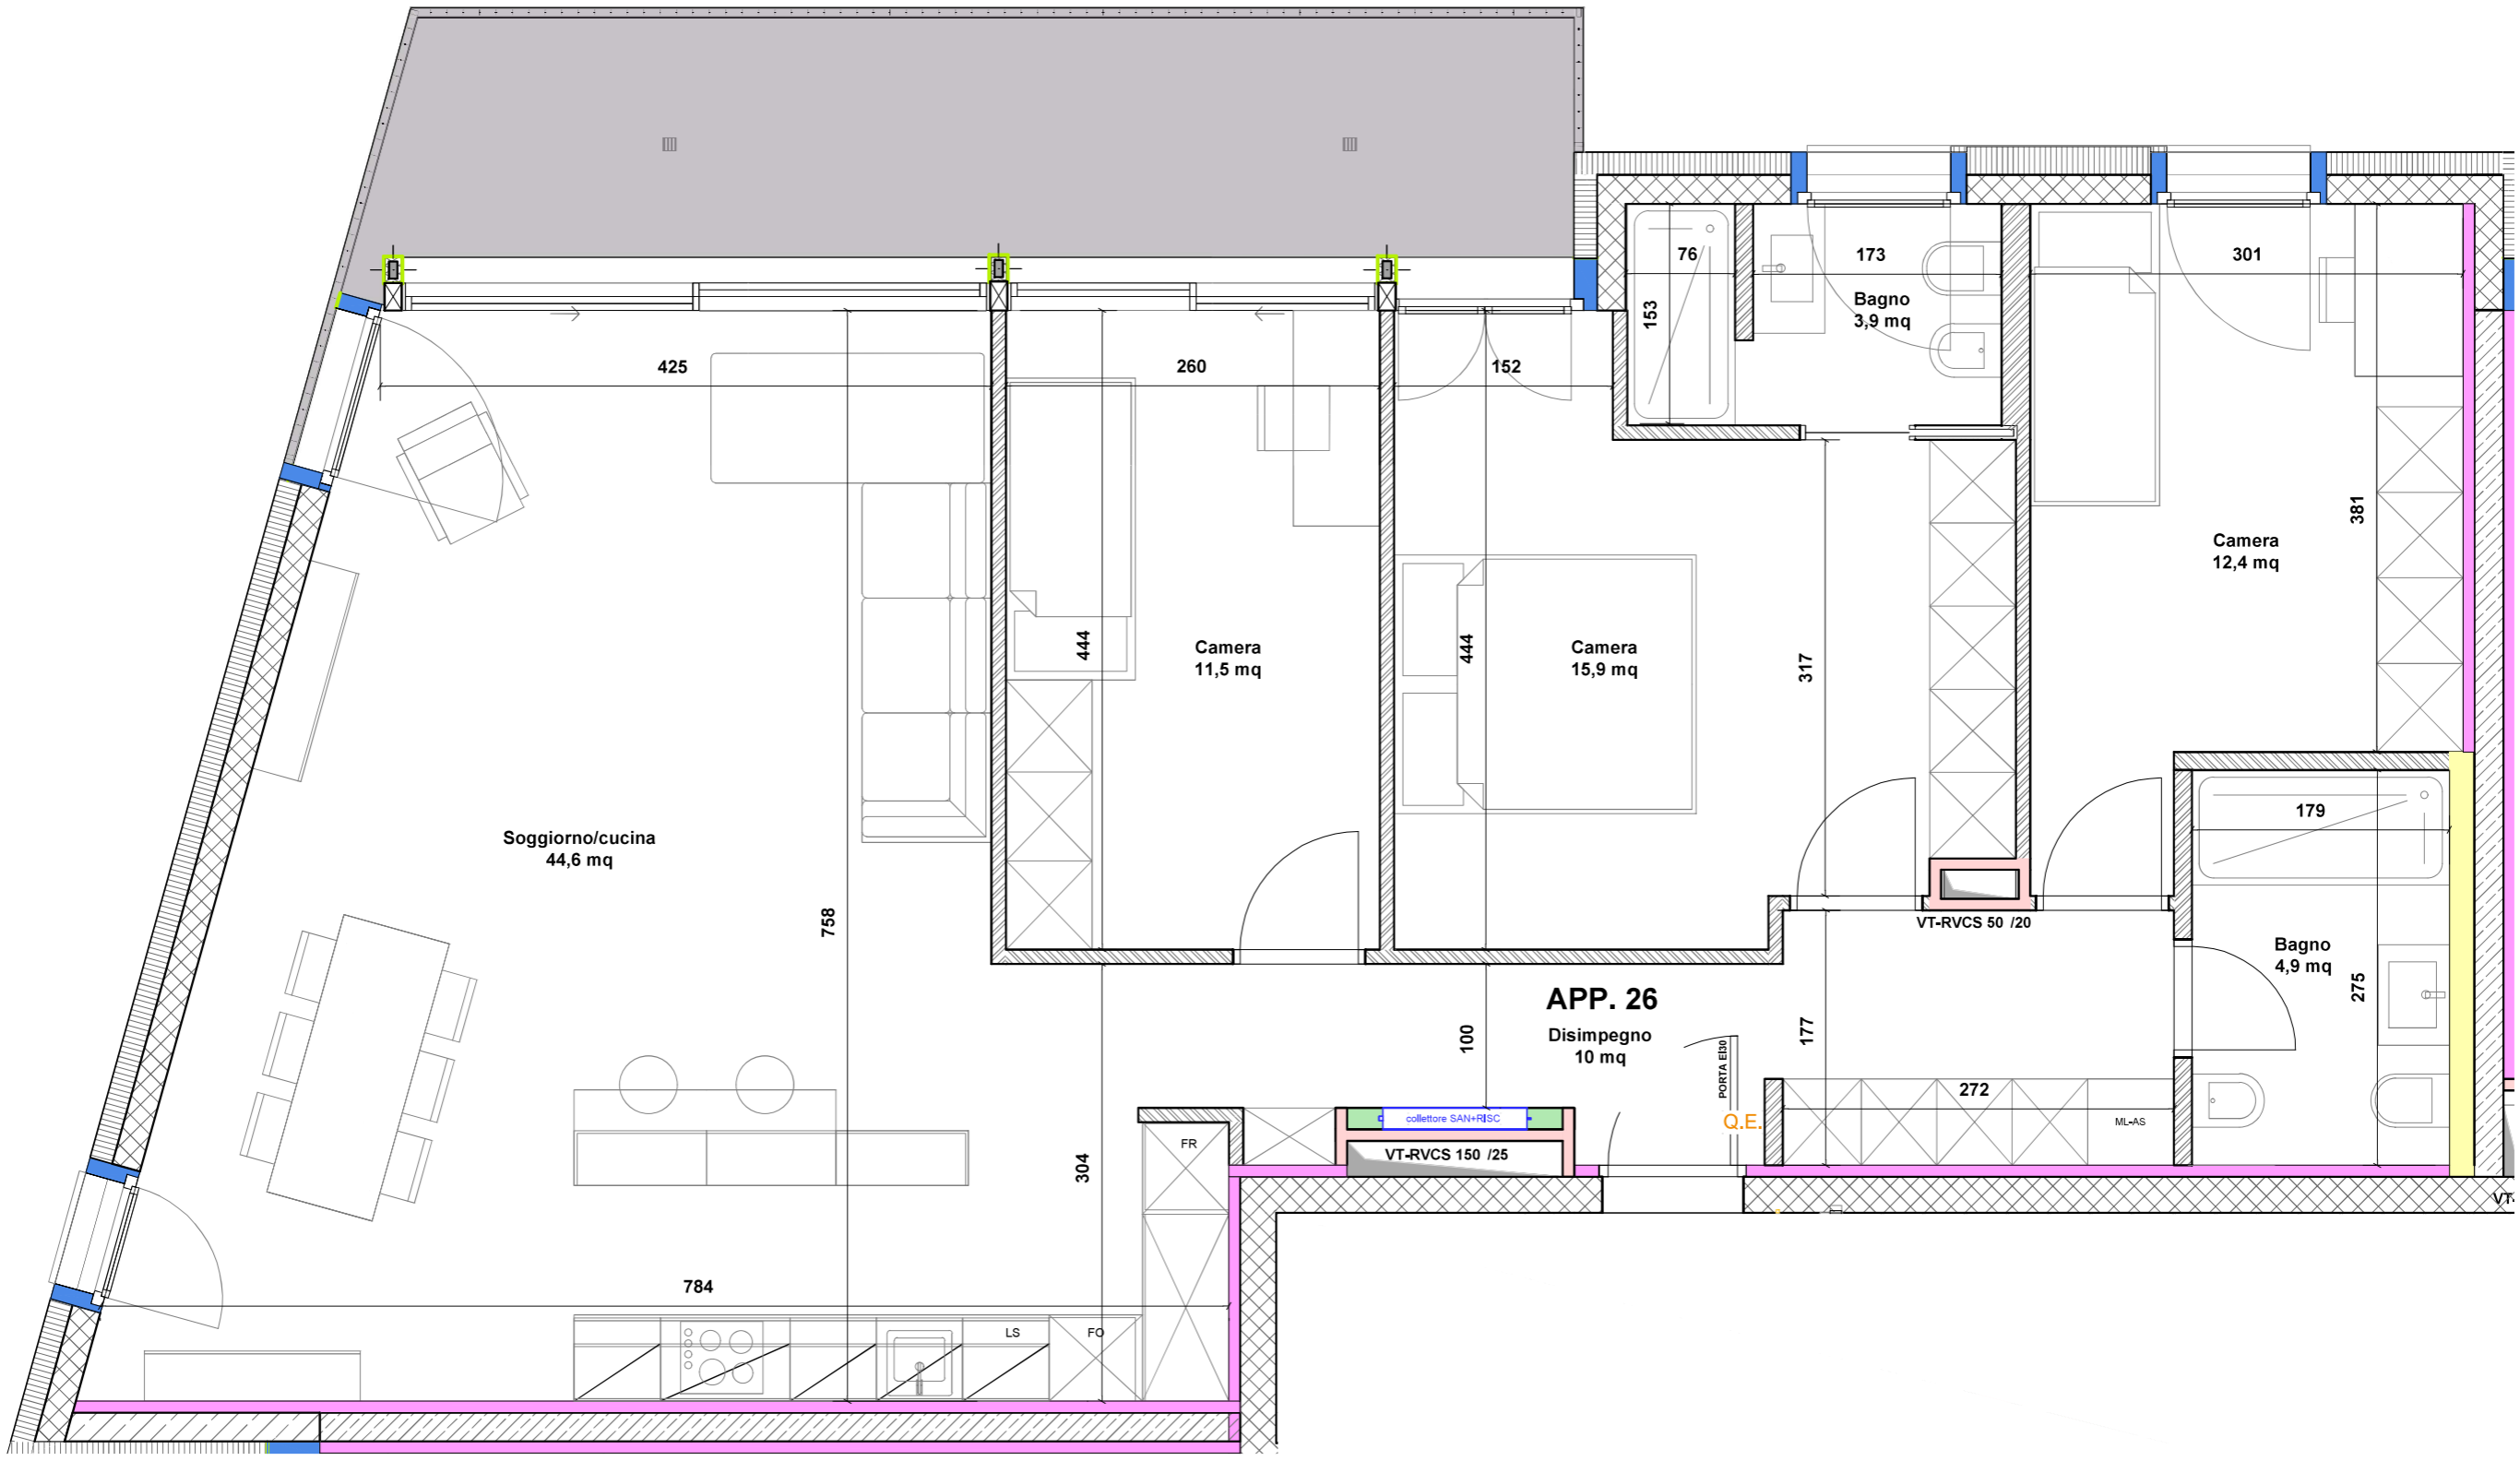 76
173
301
Bagno
3,9 mq
153
425
260
152
381
Camera
12,4 mq
444
Camera
11,5 mq
444
Camera
15,9 mq
317
179
Soggiorno/cucina
44,6 mq
758
VT-RVCS 50 /20
Bagno
4,9 mq
275
APP. 26
Disimpegno
10 mq
100
177
PORTA EI30
272
Q.E.
ML-AS
collettore SAN+RISC
VT-RVCS 150 /25
FR
304
VT-
784
LS
FO